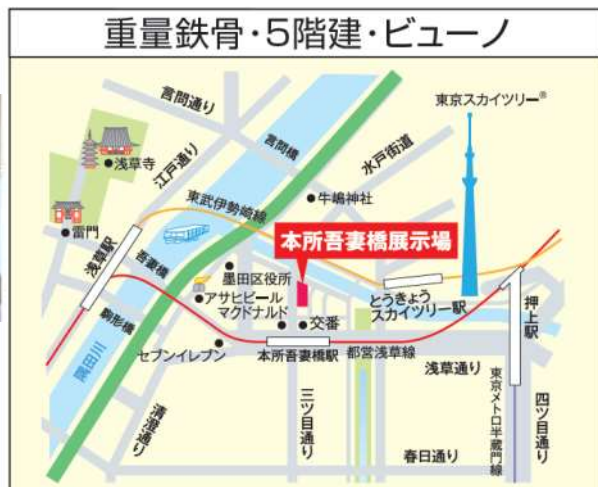 重量鉄骨・5階建・ビューノ
言問通り
東京スカイツリー®
言問橋
水戸街道
江戸通り
●浅草寺
東武伊勢崎線
●牛嶋神社
●雷門
浅草駅
吾妻橋
本所吾妻橋展示場
墨田区役所
●アサヒビール
マクドナルド
●交番
とうきょう
スカイツリー駅
押上駅
駒形橋
隅田川
セブンイレブン
本所吾妻橋駅
都営浅草線
浅草通り
清澄通り
三ツ目通り
東京メトロ半蔵門線
四ツ目通り
春日通り